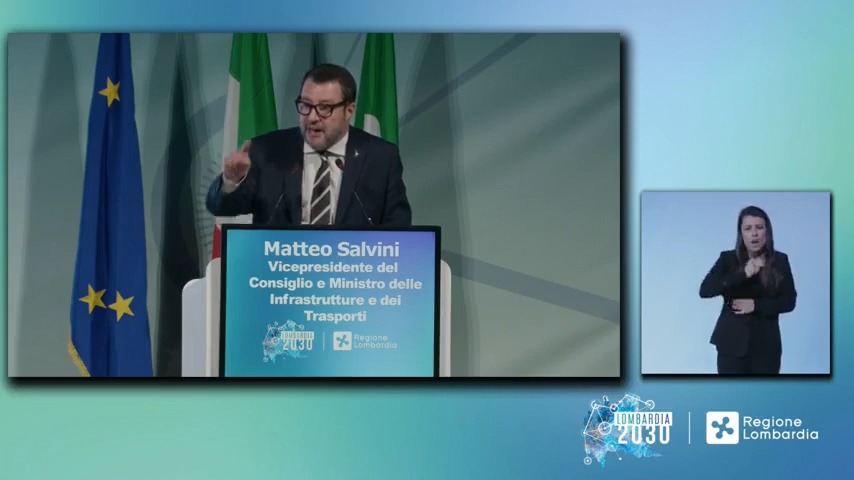 Matteo Salvini
Vicepresidente del
Consiglio e Ministro delle
Infrastrutture e dei
Trasporti
LOMBARDIA
2030
Regione
Lombardia
LOMBARDIA
2030
Regione
Lombardia